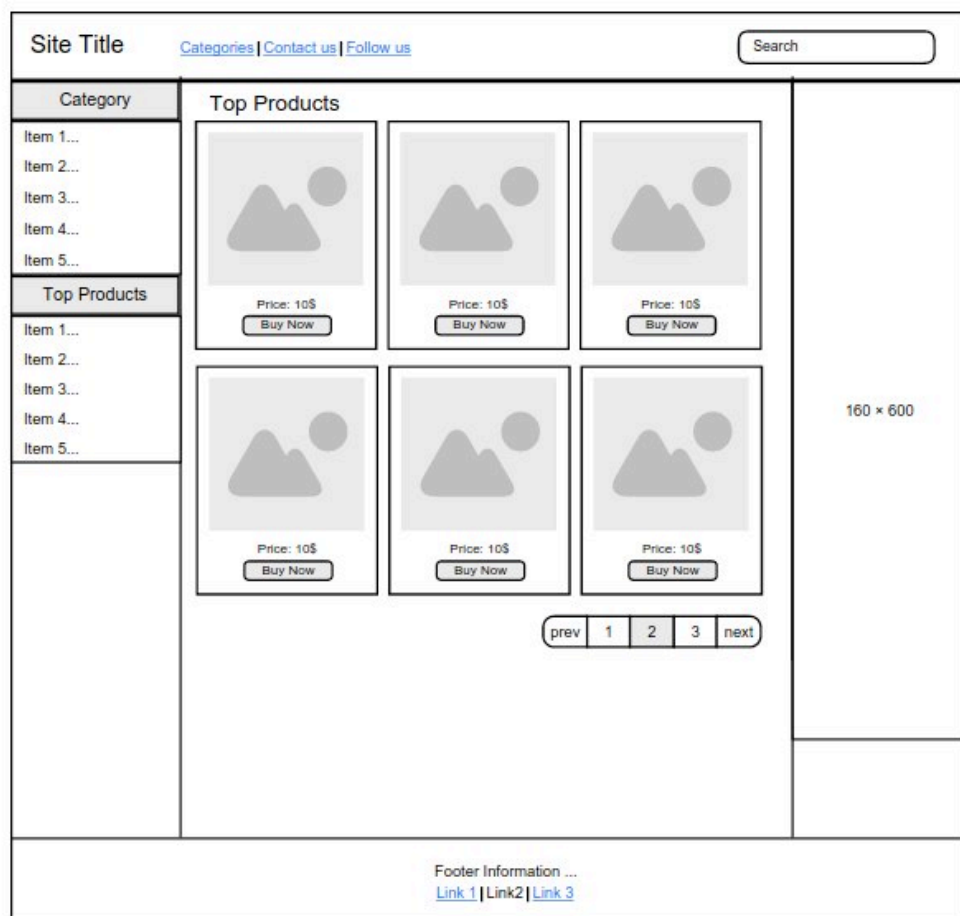 Site Title
Categories|Contact us|Follow us
Search
Category
Item 1...
Item 2...
Item 3...
Item 4...
Item 5...
Top Products
Item 1...
Item 2...
Item 3...
Item 4...
Item 5...
Top Products
Price: 10$ Price: 10$ Price: 10$
Buy Now Buy Now Buy Now
Price: 10$ Price: 10$ Price: 10$
Buy Now Buy Now Buy Now
prev 1 2 3 next
160 × 600
Footer Information ...
Link 1|Link2|Link 3